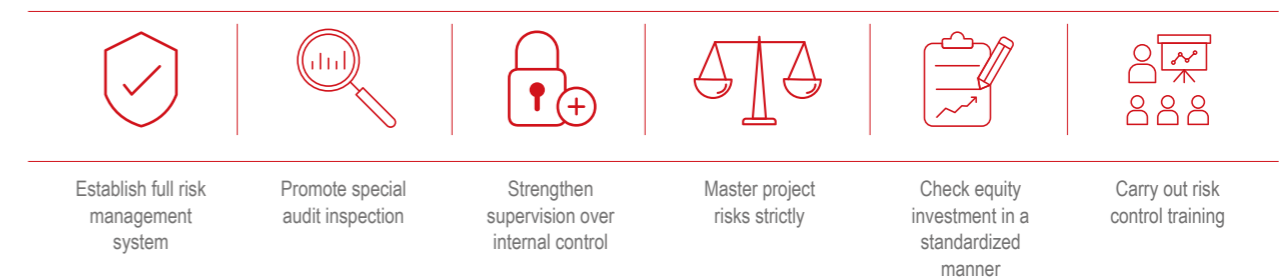 Establish full risk
management
system
Promote special
audit inspection
Strengthen
supervision over
internal control
Master project
risks strictly
Check equity
investment in a
standardized
manner
Carry out risk
control training